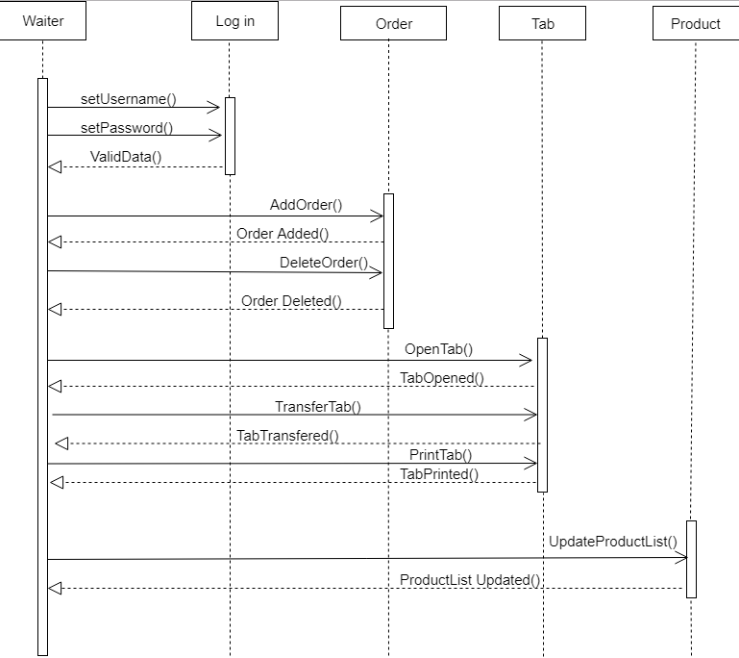 Waiter
Log in
Order
Tab
Product
setUsername()
setPassword()
ValidData()
AddOrder()
Order Added()
DeleteOrder()
Order Deleted()
OpenTab()
TabOpened()
TransferTab()
TabTransfered()
PrintTab()
TabPrinted()
UpdateProductList()
ProductList Updated()